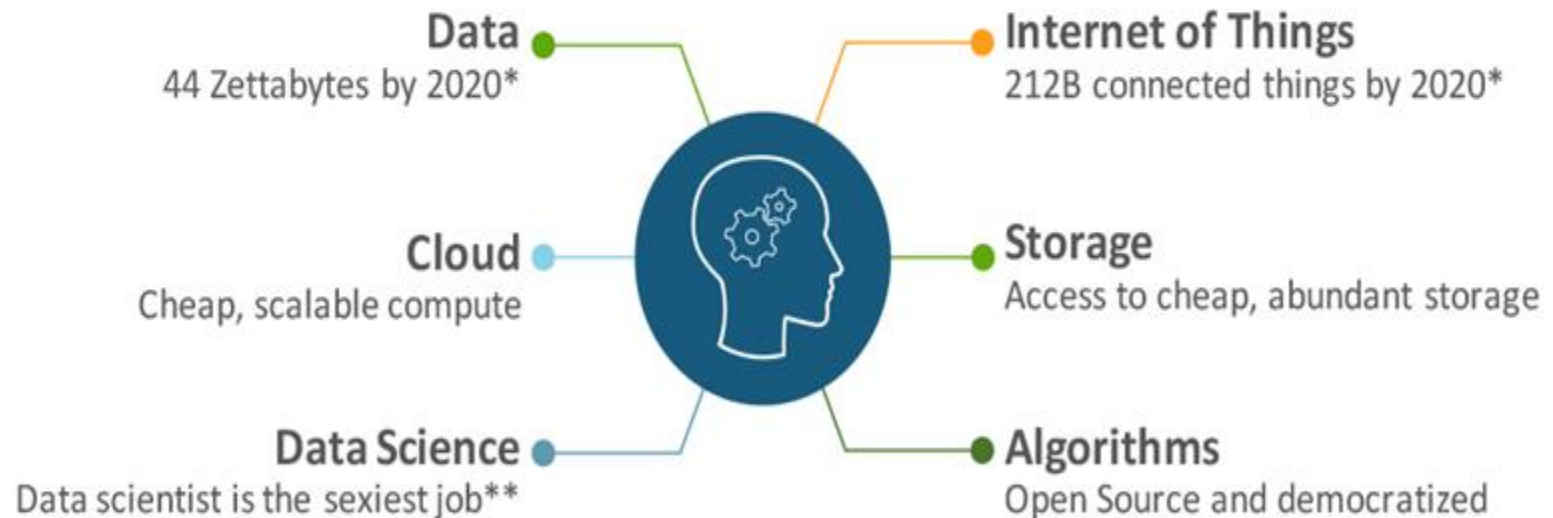 Data
44 Zettabytes by 2020*
Internet of Things
212B connected things by 2020*
Cloud
Cheap, scalable compute
Storage
Access to cheap, abundant storage
Data Science
Data scientist is the sexiest job**
Algorithms
Open Source and democratized